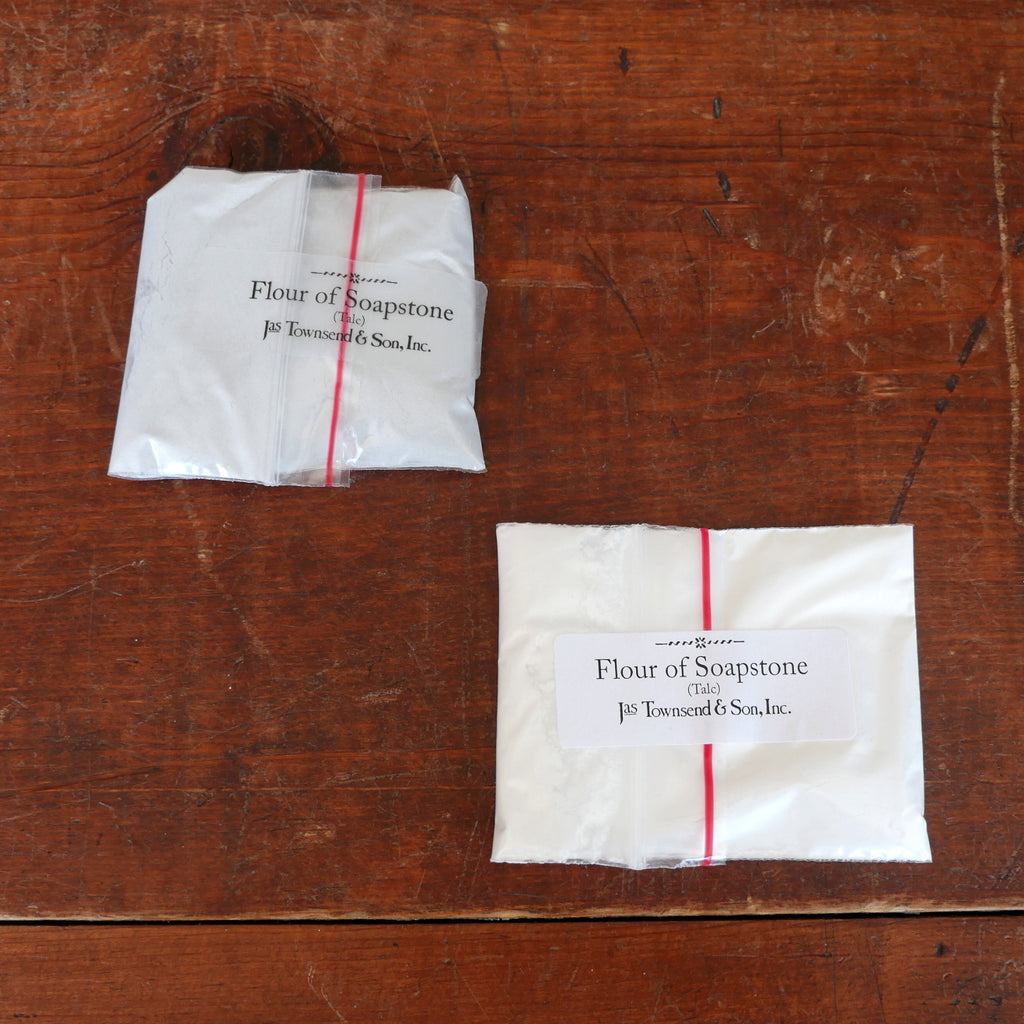 Flour of Soapstone
(Talc)
Jas Townsend & Son, Inc.
Flour of Soapstone
(Talc)
Jas Townsend & Son, Inc.